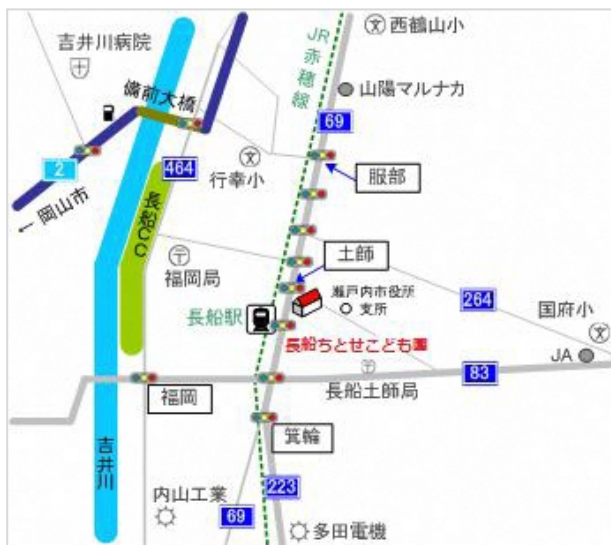 西鶴山小
吉井川病院
JR赤穂線
山陽マルナカ
備前大橋
69
2
464
行幸小
服部
← 岡山市
長船CC
福岡局
土師
瀬戸内市役所
支所
264
国府小
長船駅
長船ちとせこども園
JA
83
福岡
長船土師局
箕輪
吉井川
内山工業
223
69
多田電機